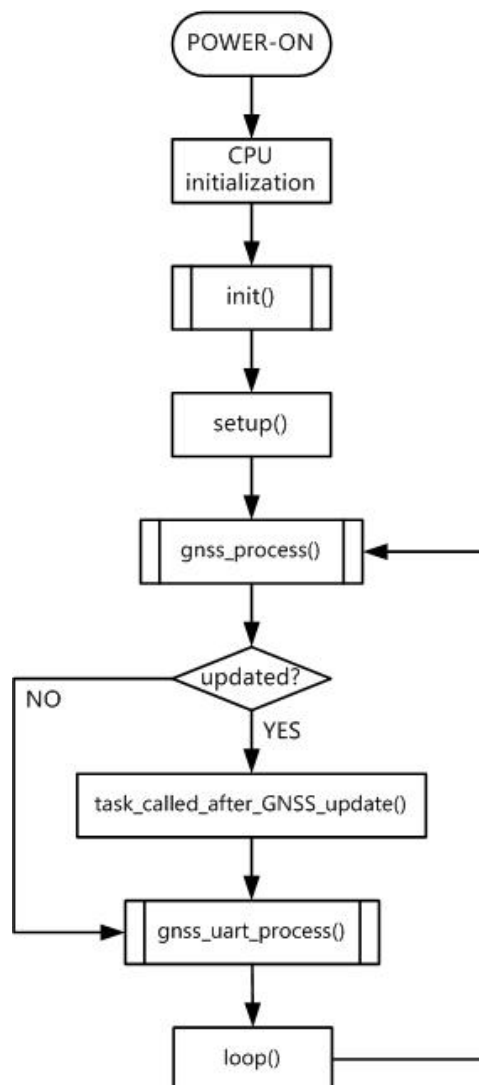 POWER-ON
CPU
initialization
init()
setup()
gnss_process()
updated?
NO
YES
task_called_after_GNSS_update()
gnss_uart_process()
loop()